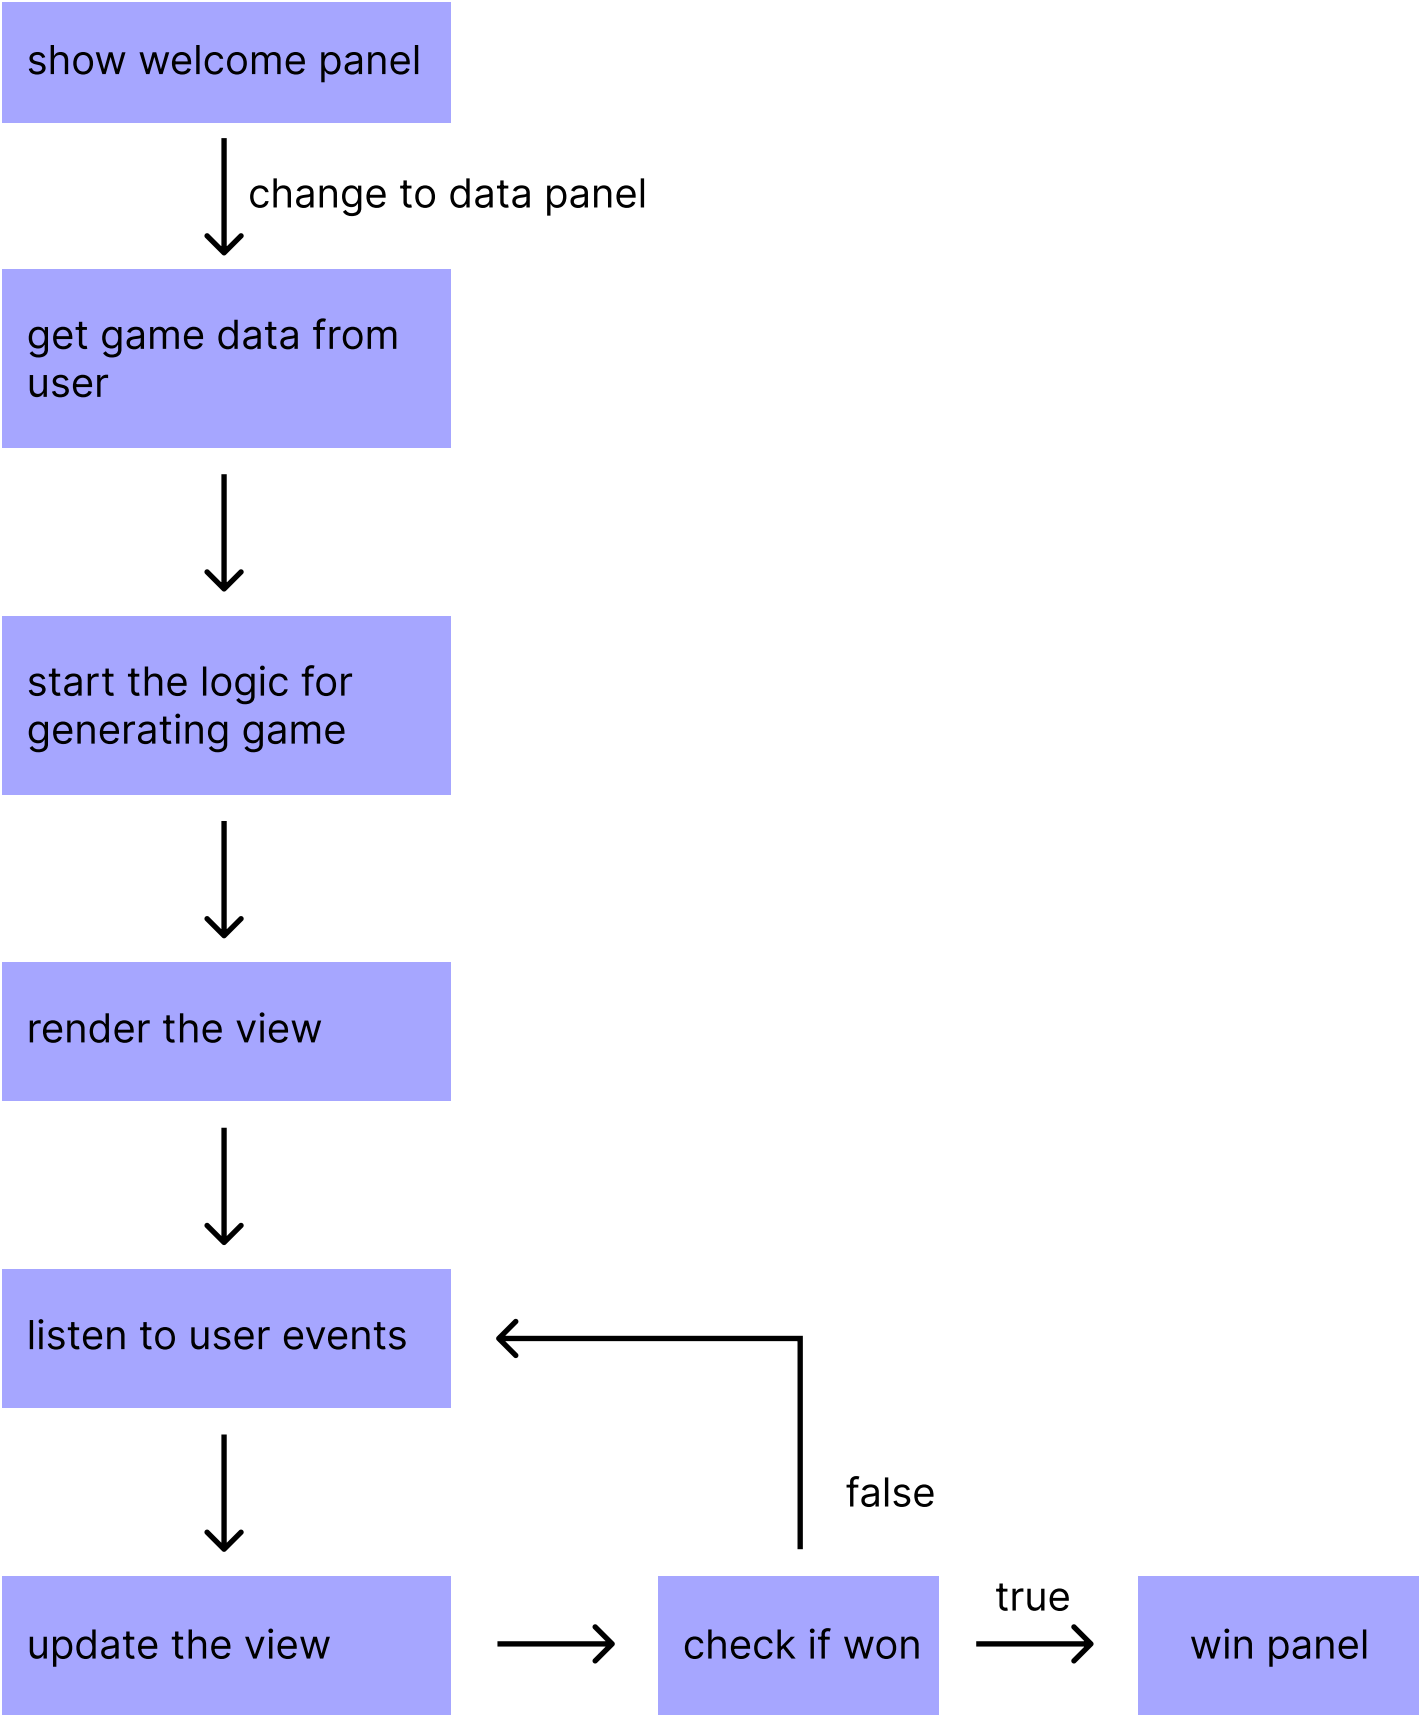 show welcome panel
change to data panel
get game data from
user
start the logic for
generating game
render the view
listen to user events
false
update the view
check if won
true
win panel